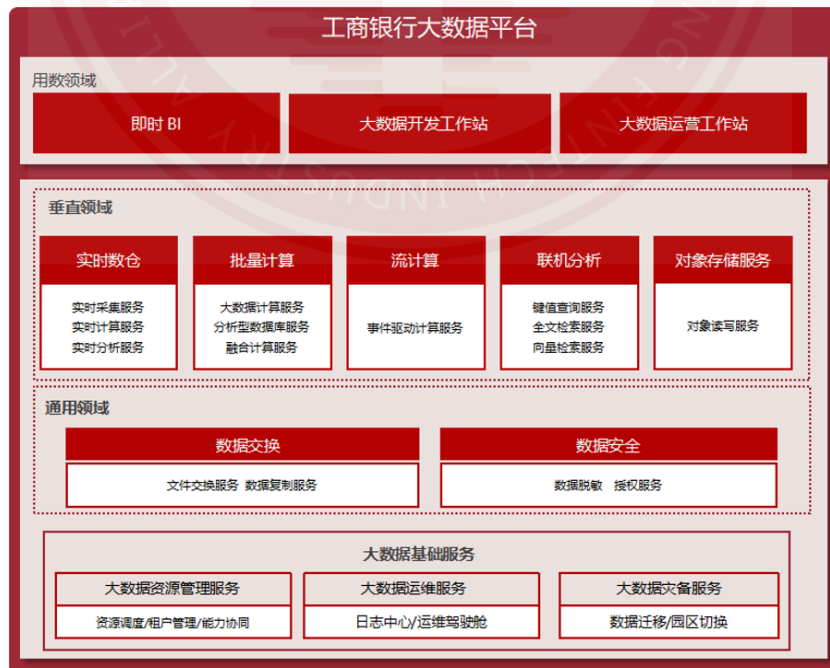 工商银行大数据平台
用数领域
即时 BI
大数据开发工作站
大数据运营工作站
垂直领域
实时数仓
批量计算
流计算
联机分析
对象存储服务
实时采集服务
实时计算服务
实时分析服务
大数据计算服务
分析型数据库服务
融合计算服务
事件驱动计算服务
键值查询服务
全文检索服务
向量检索服务
对象读写服务
通用领域
数据交换
数据安全
文件交换服务 数据复制服务
数据脱敏 授权服务
大数据基础服务
大数据资源管理服务
大数据运维服务
大数据灾备服务
资源调度/租户管理/能力协同
日志中心/运维驾驶舱
数据迁移/园区切换